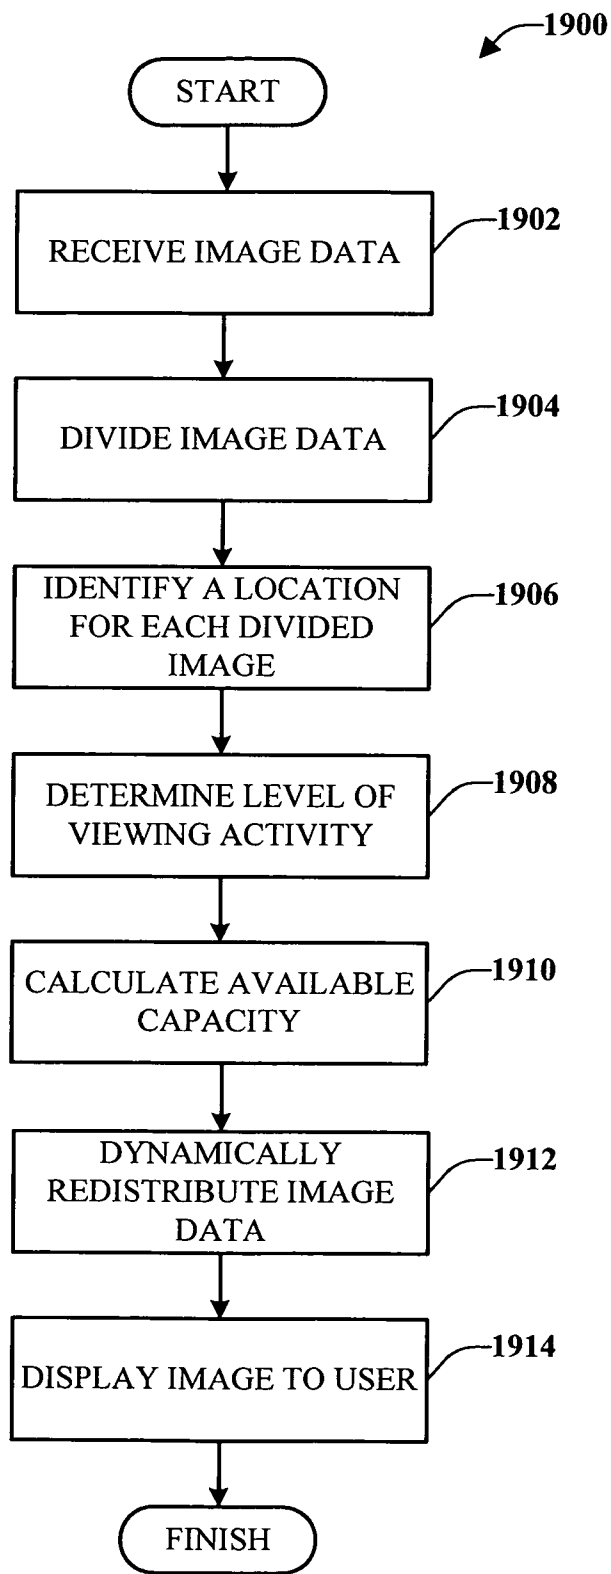 1900
START
RECEIVE IMAGE DATA
1902
DIVIDE IMAGE DATA
1904
IDENTIFY A LOCATION
FOR EACH DIVIDED
IMAGE
1906
DETERMINE LEVEL OF
VIEWING ACTIVITY
1908
CALCULATE AVAILABLE
CAPACITY
1910
DYNAMICALLY
REDISTRIBUTE IMAGE
DATA
1912
DISPLAY IMAGE TO USER
1914
FINISH